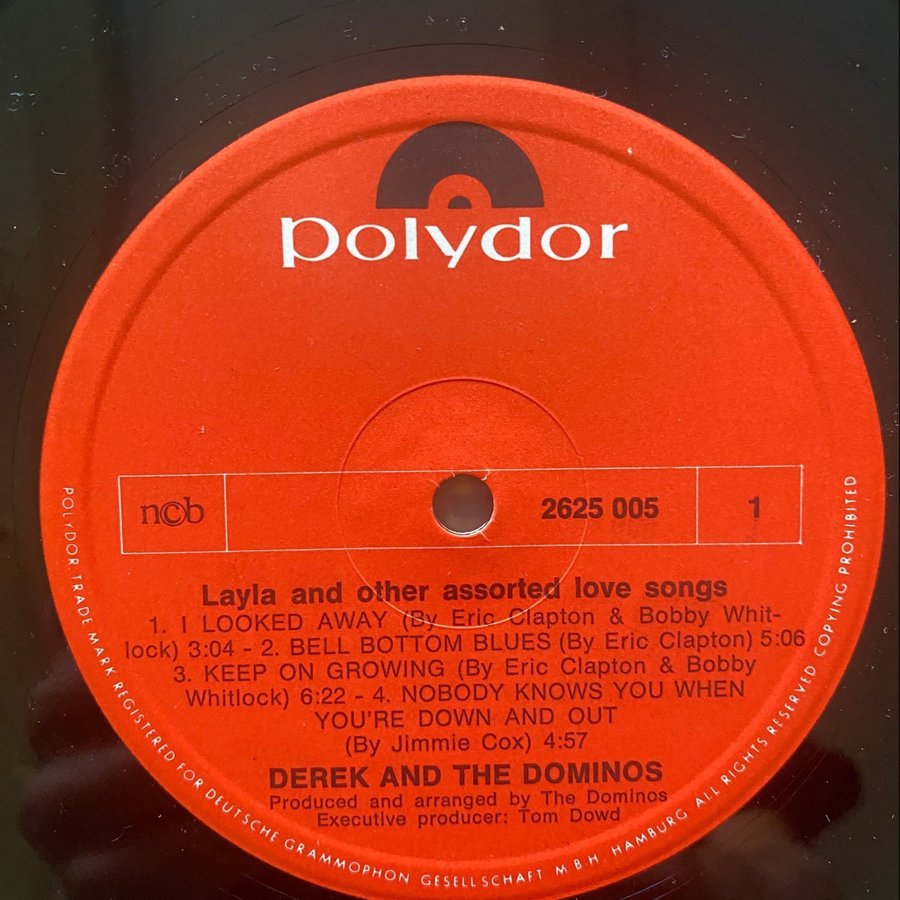 polydor
n©b
2625 005
1
Layla and other assorted love songs
1. I LOOKED AWAY (By Eric Clapton & Bobby Whit-
lock) 3:04 - 2. BELL BOTTOM BLUES (By Eric Clapton) 5:06
3. KEEP ON GROWING (By Eric Clapton & Bobby
Whitlock) 6:22 - 4. NOBODY KNOWS YOU WHEN
YOU'RE DOWN AND OUT
(By Jimmie Cox) 4:57
DEREK AND THE DOMINOS
Produced and arranged by The Dominos
Executive producer: Tom Dowd
POLYDOR TRADE MARK REGISTERED FOR DEUTSCHE GRAMMOPHON GESELLSCHAFT M B H. HAMBURG ALL RIGHTS RESERVED COPYING PROHIBITED